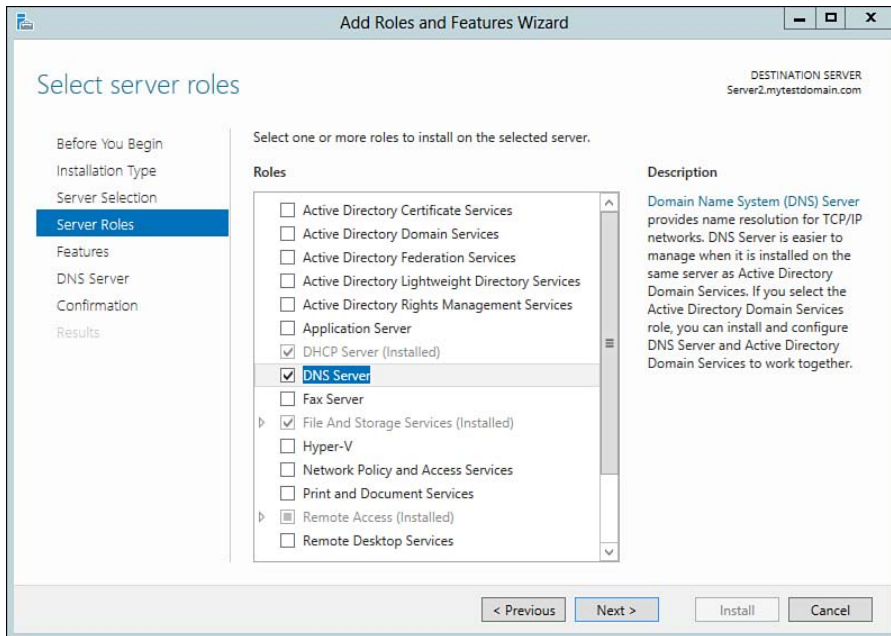 Add Roles and Features Wizard
Select server roles
DESTINATION SERVER
Server2.mytestdomain.com
Before You Begin
Installation Type
Server Selection
Server Roles
Features
DNS Server
Confirmation
Results
Select one or more roles to install on the selected server.
Roles
Active Directory Certificate Services
Active Directory Domain Services
Active Directory Federation Services
Active Directory Lightweight Directory Services
Active Directory Rights Management Services
Application Server
DHCP Server (Installed)
DNS Server
Fax Server
File And Storage Services (Installed)
Hyper-V
Network Policy and Access Services
Print and Document Services
Remote Access (Installed)
Remote Desktop Services
Description
Domain Name System (DNS) Server
provides name resolution for TCP/IP
networks. DNS Server is easier to
manage when it is installed on the
same server as Active Directory
Domain Services. If you select the
Active Directory Domain Services
role, you can install and configure
DNS Server and Active Directory
Domain Services to work together.
< Previous
Next >
Install
Cancel